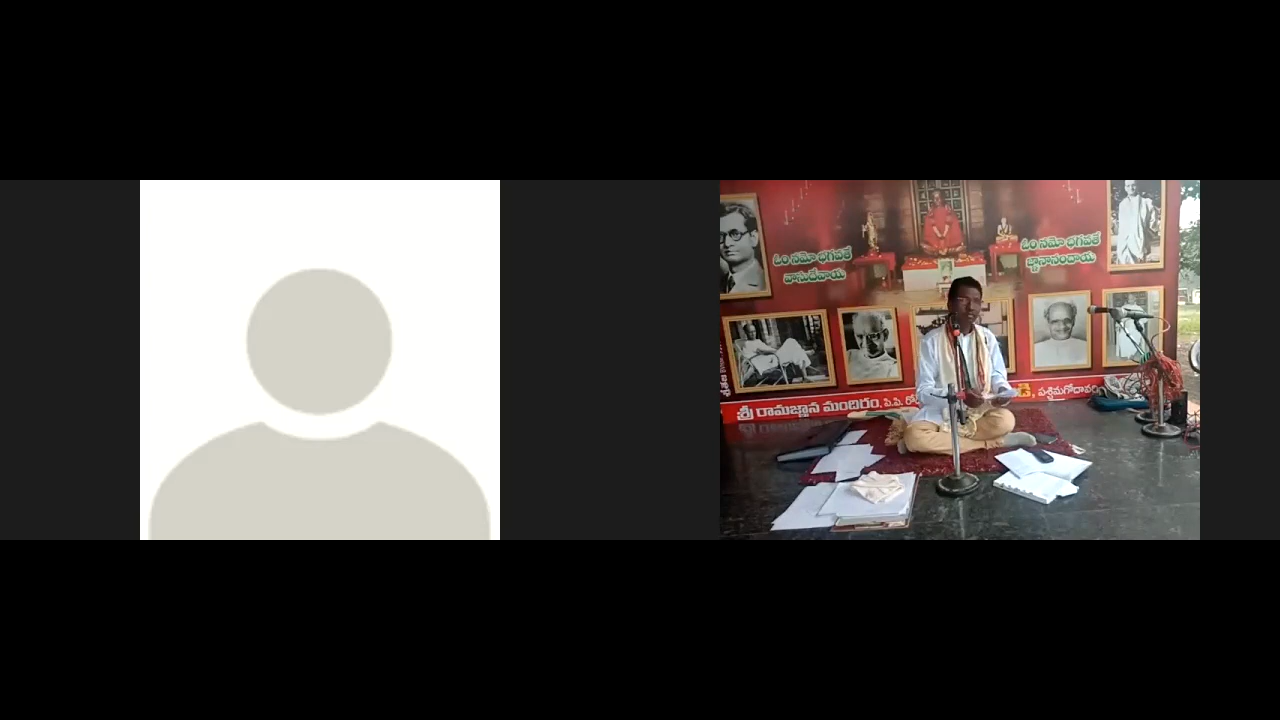 ఓం నమో భగవతే
వాసుదేవాయ
ఓం నమో భగవతే
జ్ఞానానందాయ
శ్రీ రామజ్ఞాన మందిరం, పి.పి. రో
, పశ్చిమగోదావరి